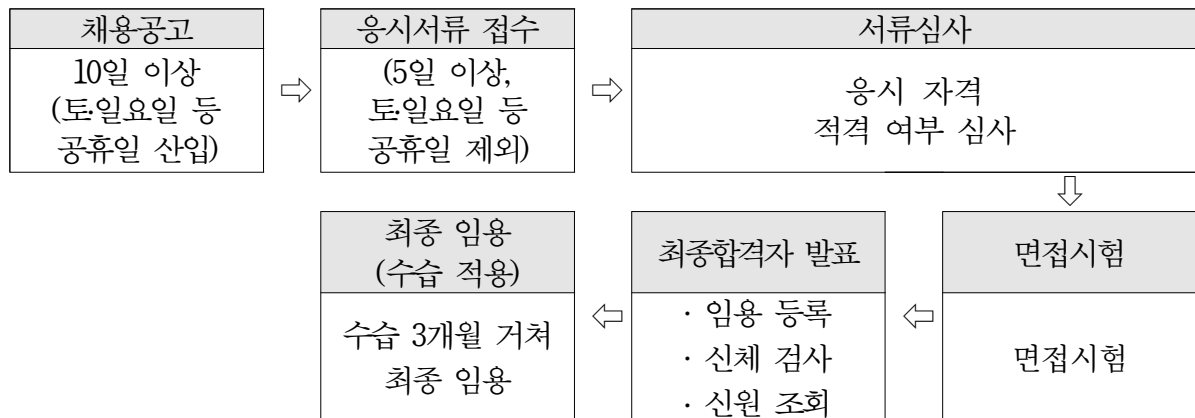 채용공고
10일 이상
(토·일요일 등
공휴일 산입)
⇨
응시서류 접수
(5일 이상,
토·일요일 등
공휴일 제외)
⇨
서류심사
응시 자격
적격 여부 심사
⇩
면접시험
면접시험
⇦
최종합격자 발표
· 임용 등록
· 신체 검사
· 신원 조회
⇦
최종 임용
(수습 적용)
수습 3개월 거쳐
최종 임용